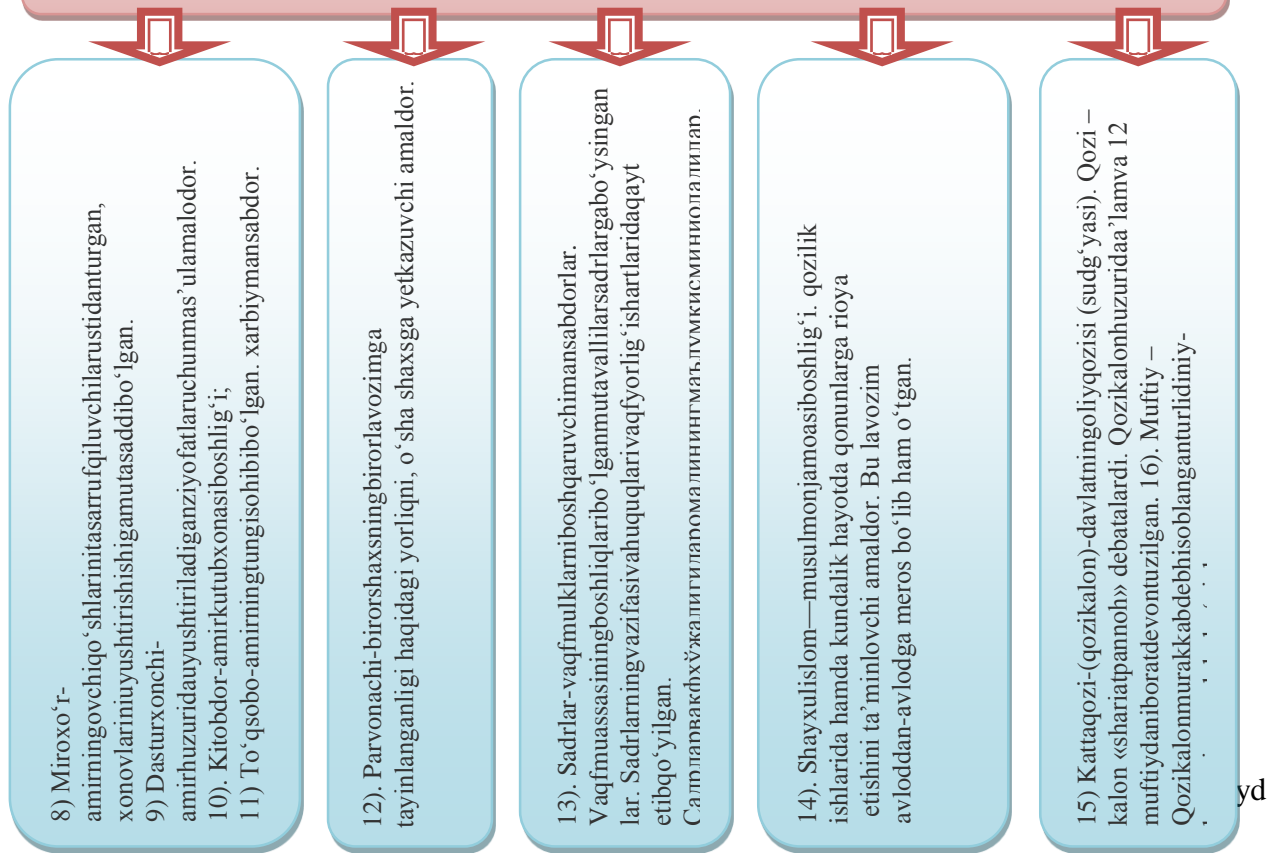 8) Miroxo‘r-
amirningovchiqo‘shlarinitasarrufqiluvchilarustidanturgan,
xonovlariniuyushtirishishigamutasaddibo‘lgan.
9) Dasturxonchi-
amirhuzuridauyushtiriladiganziyofatlaruchunmas’ulamalodor.
10). Kitobdor-amirkutubxonasiboshlig‘i;
11) To‘qsobo-amirningtungisohibibo‘lgan. xarbiymansabdor.
12). Parvonachi-birorshaxsningbirorlavozimga
tayinlanganligi haqidagi yorliqni, o‘sha shaxsga yetkazuvchi amaldor.
13). Sadrlar-vaqfmulklarniboshqaruvchimansabdorlar.
Vaqfmuassasiningboshliqlaribo‘lganmutavallilarsadrlargabo‘ysingan
lar. Sadrlarningvazifasivahuquqlarivaqfyorlig‘ishartlaridaqayt
etibqo‘yilgan.
Садрларвакфхўжалигилардромалинингмаълумкисминиолалилар.
14). Shayxulislom—musulmonjamoasiboshlig‘i. qozilik
ishlarida hamda kundalik hayotda qonunlarga rioya
etishini ta’minlovchi amaldor. Bu lavozim
avloddan-avlodga meros bo‘lib ham o‘tgan.
15) Kattaqozi-(qozikalon)-davlatningoliyqozisi (sudg‘yasi). Qozi –
kalon «shariatpannoh» debatalardi. Qozikalonhuzuridaa’lamva 12
muftiydaniboratdevontuzilgan. 16). Muftiy –
Qozikalonmurakkabdebhisoblanganturlidiniy-
yd